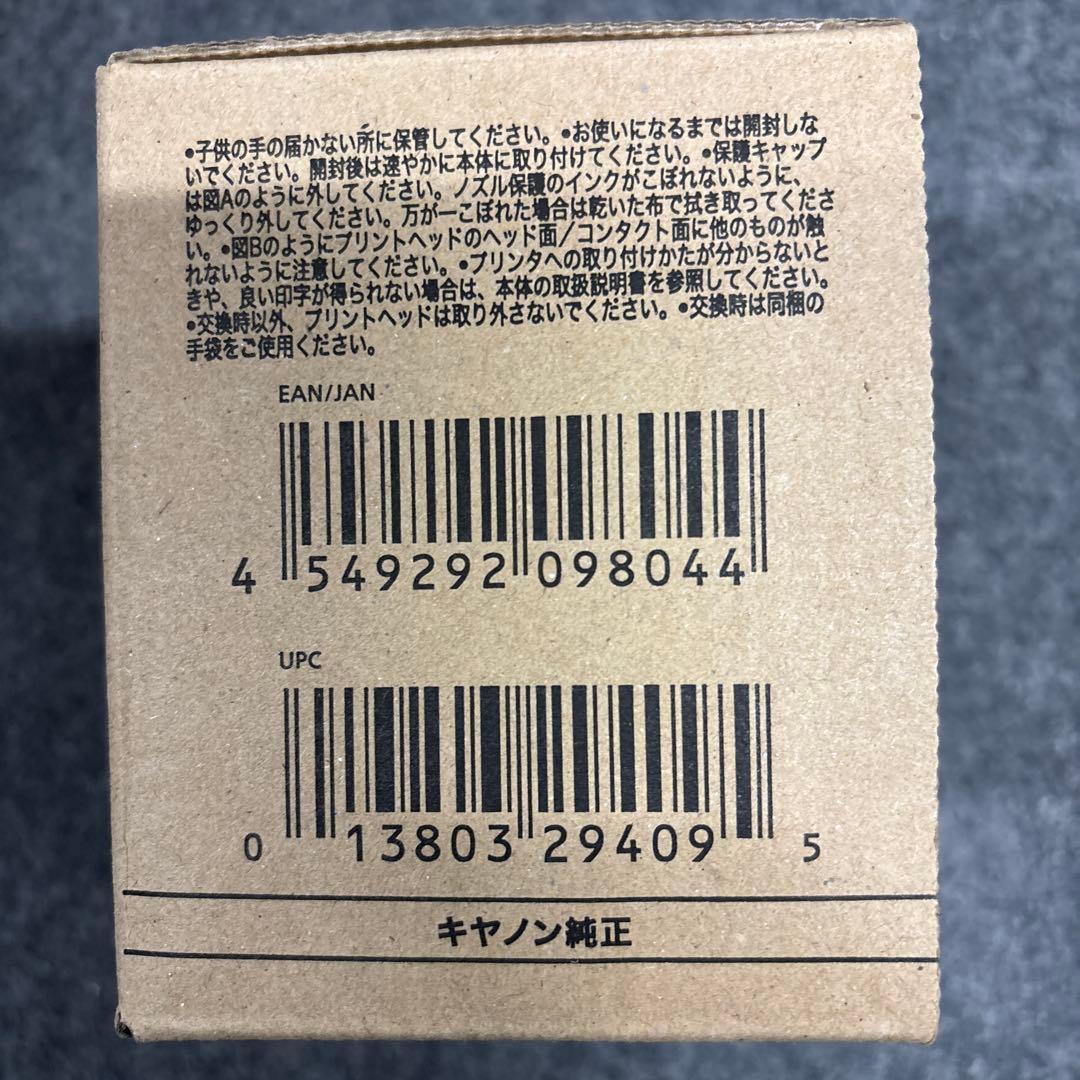 •子供の手の届かない所に保管してください。•お使いになるまでは開封しな
いでください。開封後は速やかに本体に取り付けてください。•保護キャップ
は図Aのように外してください。ノズル保護のインクがこぼれないように、
ゆっくり外してください。万が一こぼれた場合は乾いた布で拭き取ってくださ
い。•図Bのようにプリントヘッドのヘッド面/コンタクト面に他のものが触
れないように注意してください。•プリンタへの取り付けかたが分からないと
きや、良い印字が得られない場合は、本体の取扱説明書を参照してください。
•交換時以外、プリントヘッドは取り外さないでください。•交換時は同梱の
手袋をご使用ください。
EAN/JAN
4 549292 098044
UPC
0 13803 29409 5
キヤノン純正